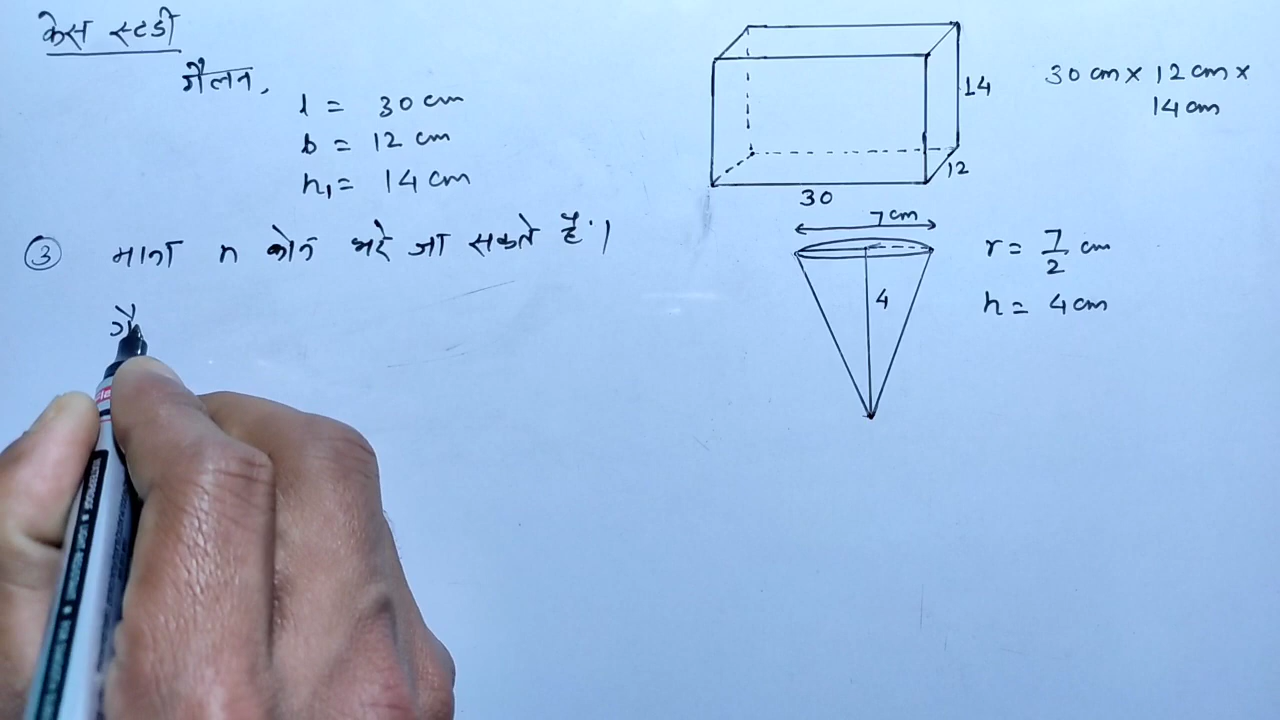 केस स्टडी
गैलन,
l = 30 cm
b = 12 cm
h₁ = 14 cm
14
12
30
30 cm x 12 cm x
14 cm
③ माना n कोन भरे जा सकते हैं।
7 cm
4
r = 7/2 cm
h = 4 cm
गै